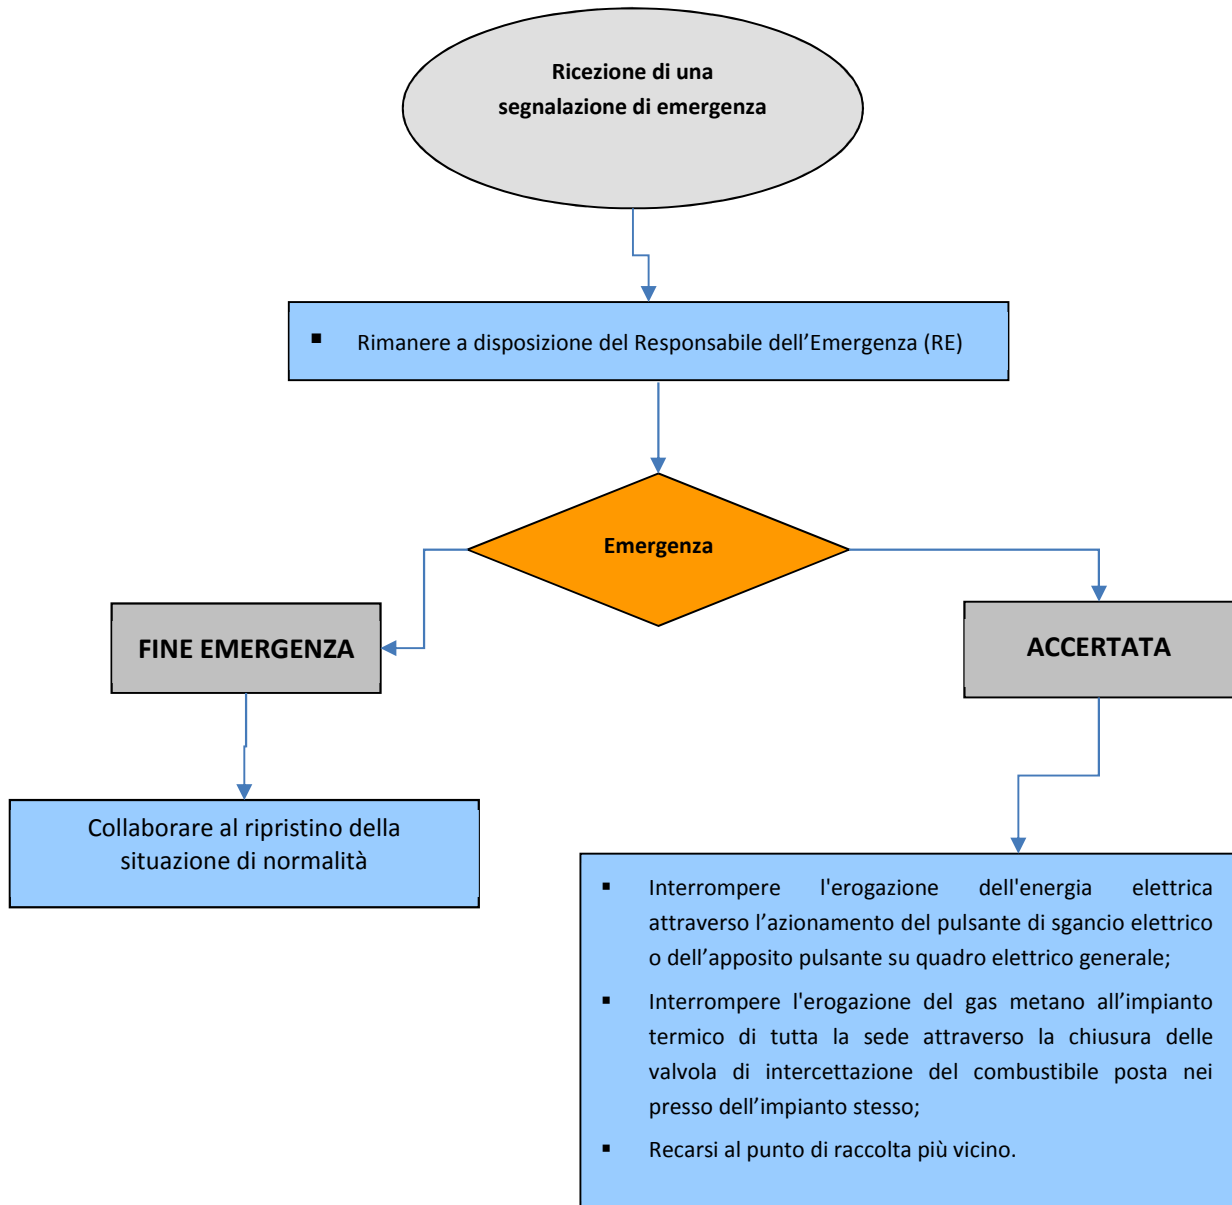 Ricezione di una
segnalazione di emergenza
▪ Rimanere a disposizione del Responsabile dell’Emergenza (RE)
Emergenza
FINE EMERGENZA
ACCERTATA
Collaborare al ripristino della
situazione di normalità
▪ Interrompere l'erogazione dell'energia elettrica
attraverso l’azionamento del pulsante di sgancio elettrico
o dell’apposito pulsante su quadro elettrico generale;
▪ Interrompere l'erogazione del gas metano all’impianto
termico di tutta la sede attraverso la chiusura delle
valvola di intercettazione del combustibile posta nei
presso dell’impianto stesso;
▪ Recarsi al punto di raccolta più vicino.